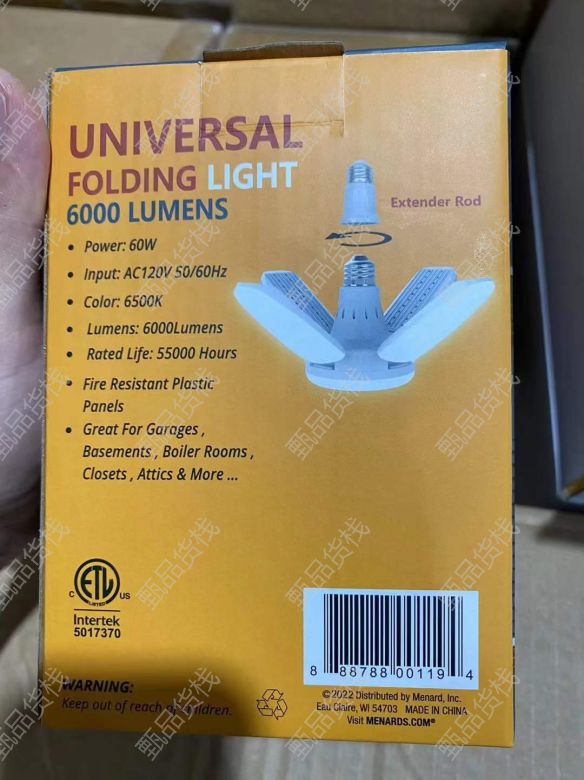 UNIVERSAL
FOLDING LIGHT
6000 LUMENS
Extender Rod
• Power: 60W
• Input: AC120V 50/60Hz
• Color: 6500K
• Lumens: 6000Lumens
• Rated Life: 55000 Hours
• Fire Resistant Plastic
Panels
• Great For Garages ,
Basements , Boiler Rooms ,
Closets , Attics & More ...
C ETL US
LISTED
Intertek
5017370
8 88788 00119 4
WARNING:
Keep out of reach of children.
©2022 Distributed by Menard, Inc.
Eau Claire, WI 54703 MADE IN CHINA
Visit MENARDS.COM®
甄品货栈